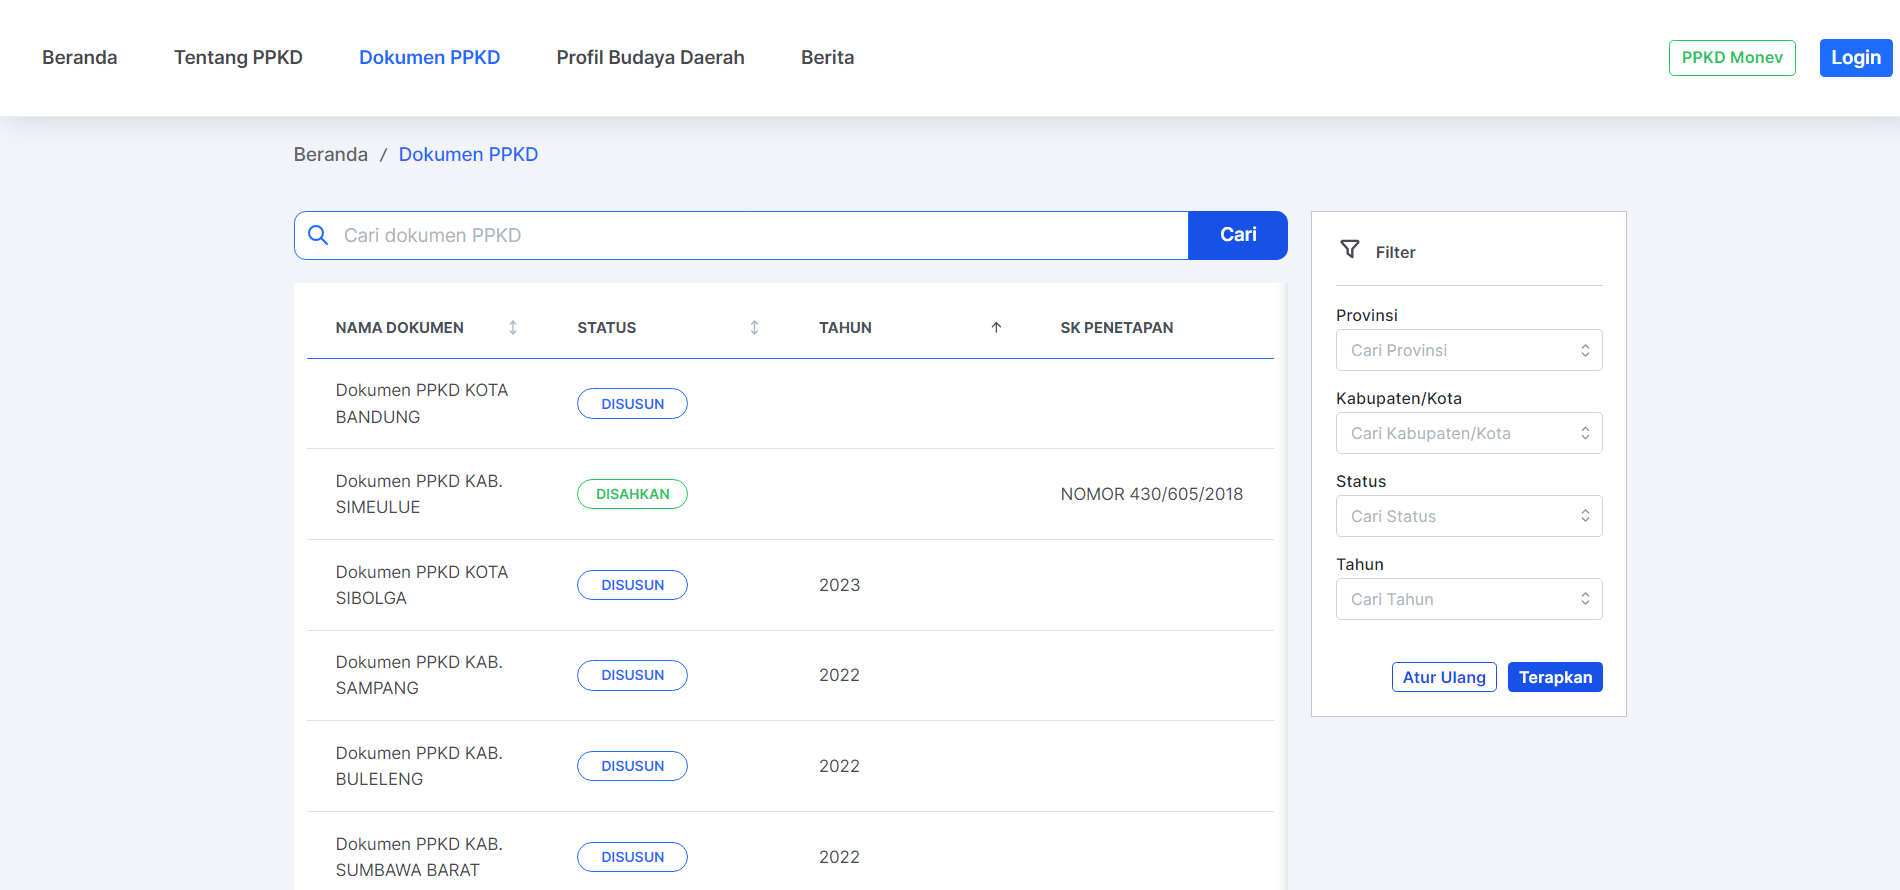 Beranda
Tentang PPKD
Dokumen PPKD
Profil Budaya Daerah
Berita
PPKD Monev
Login
Beranda / Dokumen PPKD
Cari dokumen PPKD
Cari
NAMA DOKUMEN
STATUS
TAHUN
SK PENETAPAN
Dokumen PPKD KOTA
BANDUNG
DISUSUN
Dokumen PPKD KAB.
SIMEULUE
DISAHKAN
NOMOR 430/605/2018
Dokumen PPKD KOTA
SIBOLGA
DISUSUN
2023
Dokumen PPKD KAB.
SAMPANG
DISUSUN
2022
Dokumen PPKD KAB.
BULELENG
DISUSUN
2022
Dokumen PPKD KAB.
SUMBAWA BARAT
DISUSUN
2022
Filter
Provinsi
Cari Provinsi
Kabupaten/Kota
Cari Kabupaten/Kota
Status
Cari Status
Tahun
Cari Tahun
Atur Ulang
Terapkan